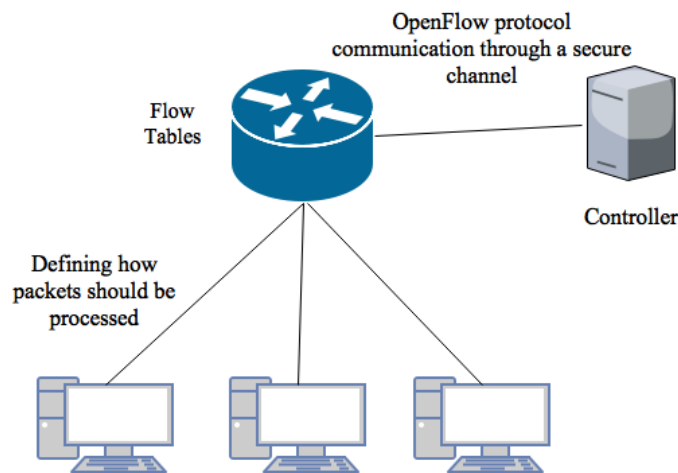 OpenFlow protocol
communication through a secure
channel
Flow
Tables
Controller
Defining how
packets should be
processed